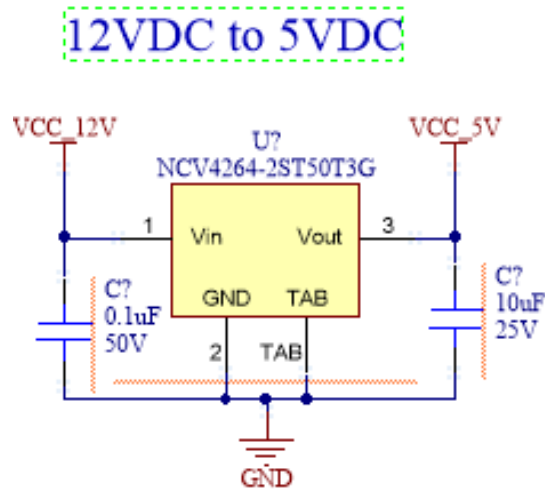 12VDC to 5VDC
VCC_12V
VCC_5V
U?
NCV4264-2ST50T3G
1
Vin
Vout
3
GND
TAB
2
TAB
C?
0.1uF
50V
C?
10uF
25V
GND